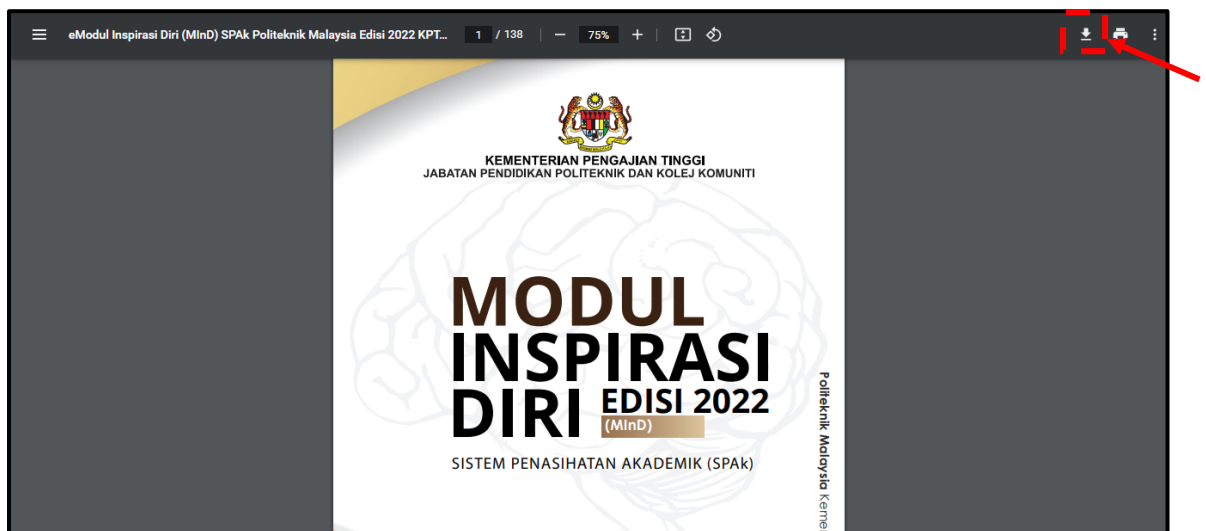 eModul Inspirasi Diri (MInD) SPAk Politeknik Malaysia Edisi 2022 KPT... 1 / 138 75%
KEMENTERIAN PENGAJIAN TINGGI
JABATAN PENDIDIKAN POLITEKNIK DAN KOLEJ KOMUNITI
MODUL
INSPIRASI
DIRI EDISI 2022
(MInD)
SISTEM PENASIHATAN AKADEMIK (SPAk)
Politeknik Malaysia Keme